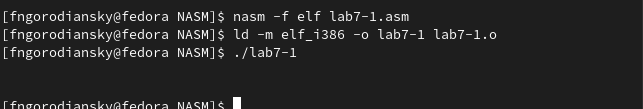 [fngorodiansky@fedora NASM]$ nasm -f elf lab7-1.asm
[fngorodiansky@fedora NASM]$ ld -m elf_i386 -o lab7-1 lab7-1.o
[fngorodiansky@fedora NASM]$ ./lab7-1
[fngorodiansky@fedora NASM]$